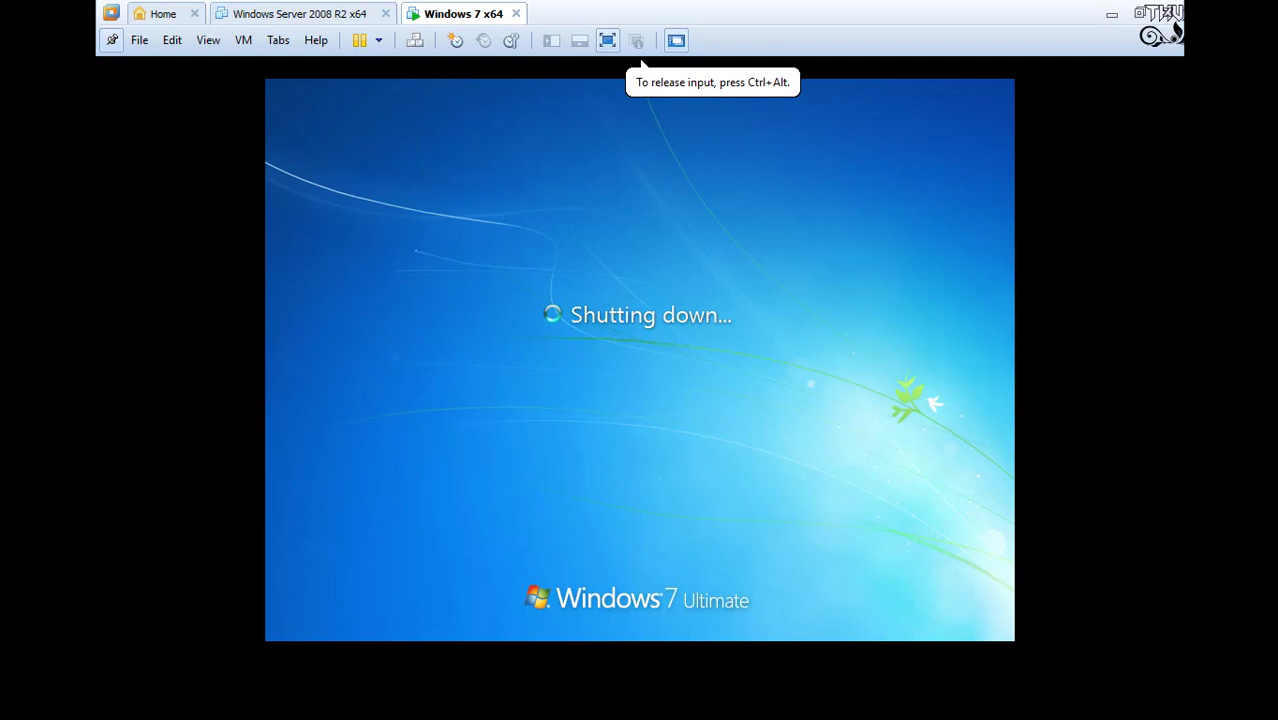 Home
Windows Server 2008 R2 x64
Windows 7 x64
File Edit View VM Tabs Help
To release input, press Ctrl+Alt.
Shutting down...
Windows 7 Ultimate